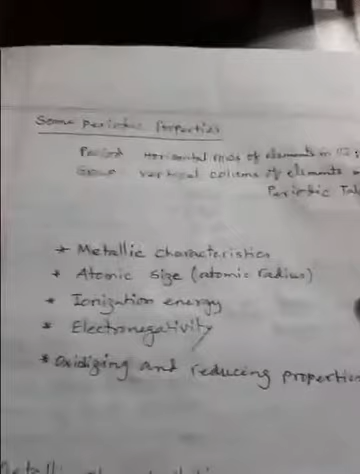 Some Periodic Properties
Period Horizontal rows of elements in
Group vertical colums of elements
Periodic Tab
* Metallic characteristics
* Atomic size (atomic radius)
* Ionization energy
* Electronegativity
* Oxidizing and reducing properties